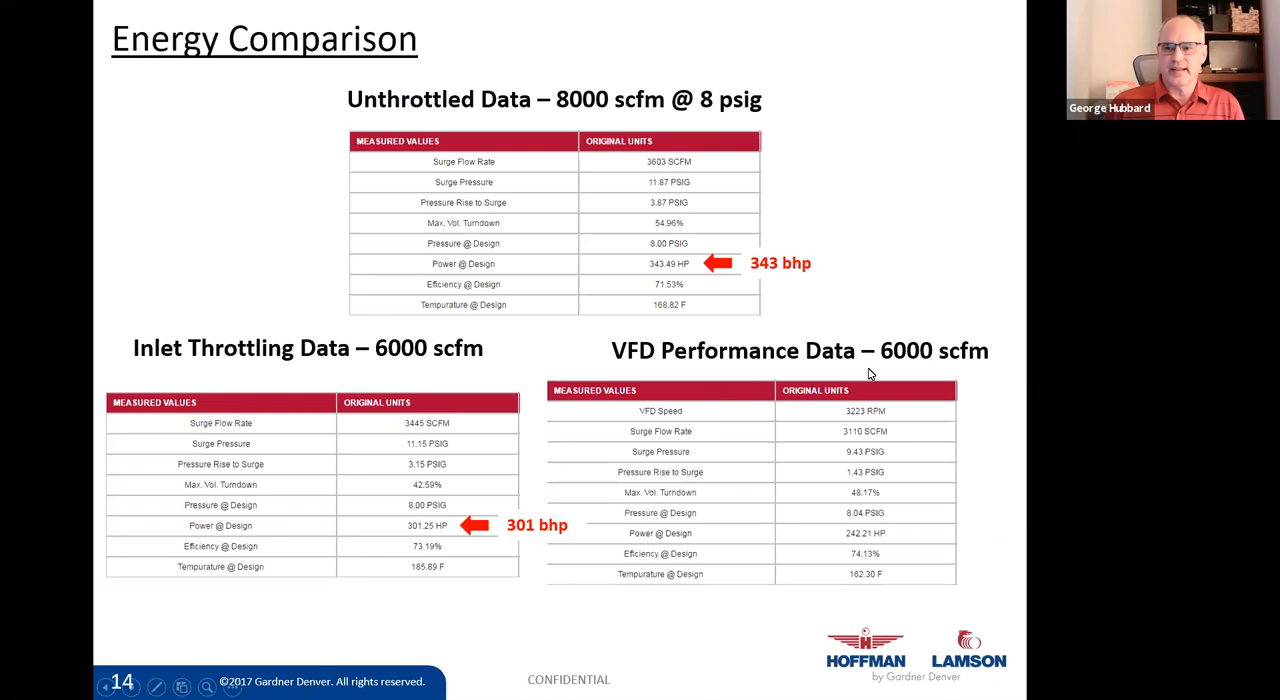 Energy Comparison
George Hubbard
Unthrottled Data – 8000 scfm @ 8 psig
MEASURED VALUES ORIGINAL UNITS
Surge Flow Rate 3603 SCFM
Surge Pressure 11.87 PSIG
Pressure Rise to Surge 3.87 PSIG
Max. Vol. Turndown 54.96%
Pressure @ Design 8.00 PSIG
Power @ Design 343.49 HP 343 bhp
Efficiency @ Design 71.53%
Tempurature @ Design 168.82 F
Inlet Throttling Data – 6000 scfm
MEASURED VALUES ORIGINAL UNITS
Surge Flow Rate 3445 SCFM
Surge Pressure 11.15 PSIG
Pressure Rise to Surge 3.15 PSIG
Max. Vol. Turndown 42.59%
Pressure @ Design 8.00 PSIG
Power @ Design 301.25 HP 301 bhp
Efficiency @ Design 73.19%
Tempurature @ Design 185.89 F
VFD Performance Data – 6000 scfm
MEASURED VALUES ORIGINAL UNITS
VFD Speed 3223 RPM
Surge Flow Rate 3110 SCFM
Surge Pressure 9.43 PSIG
Pressure Rise to Surge 1.43 PSIG
Max. Vol. Turndown 48.17%
Pressure @ Design 8.04 PSIG
Power @ Design 242.21 HP
Efficiency @ Design 74.13%
Tempurature @ Design 162.30 F
HOFFMAN LAMSON
by Gardner Denver
14 ©2017 Gardner Denver. All rights reserved. CONFIDENTIAL